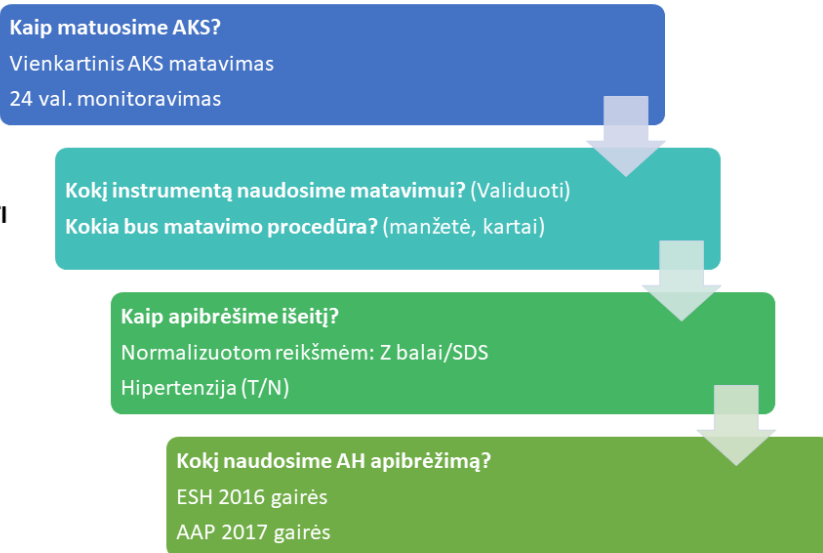 Kaip matuosime AKS?
Vienkartinis AKS matavimas
24 val. monitoravimas
Kokį instrumentą naudosime matavimui? (Validuoti)
Kokia bus matavimo procedūra? (manžetė, kartai)
Kaip apibrėšime išeitį?
Normalizuotom reikšmėm: Z balai/SDS
Hipertenzija (T/N)
Kokį naudosime AH apibrėžimą?
ESH 2016 gairės
AAP 2017 gairės